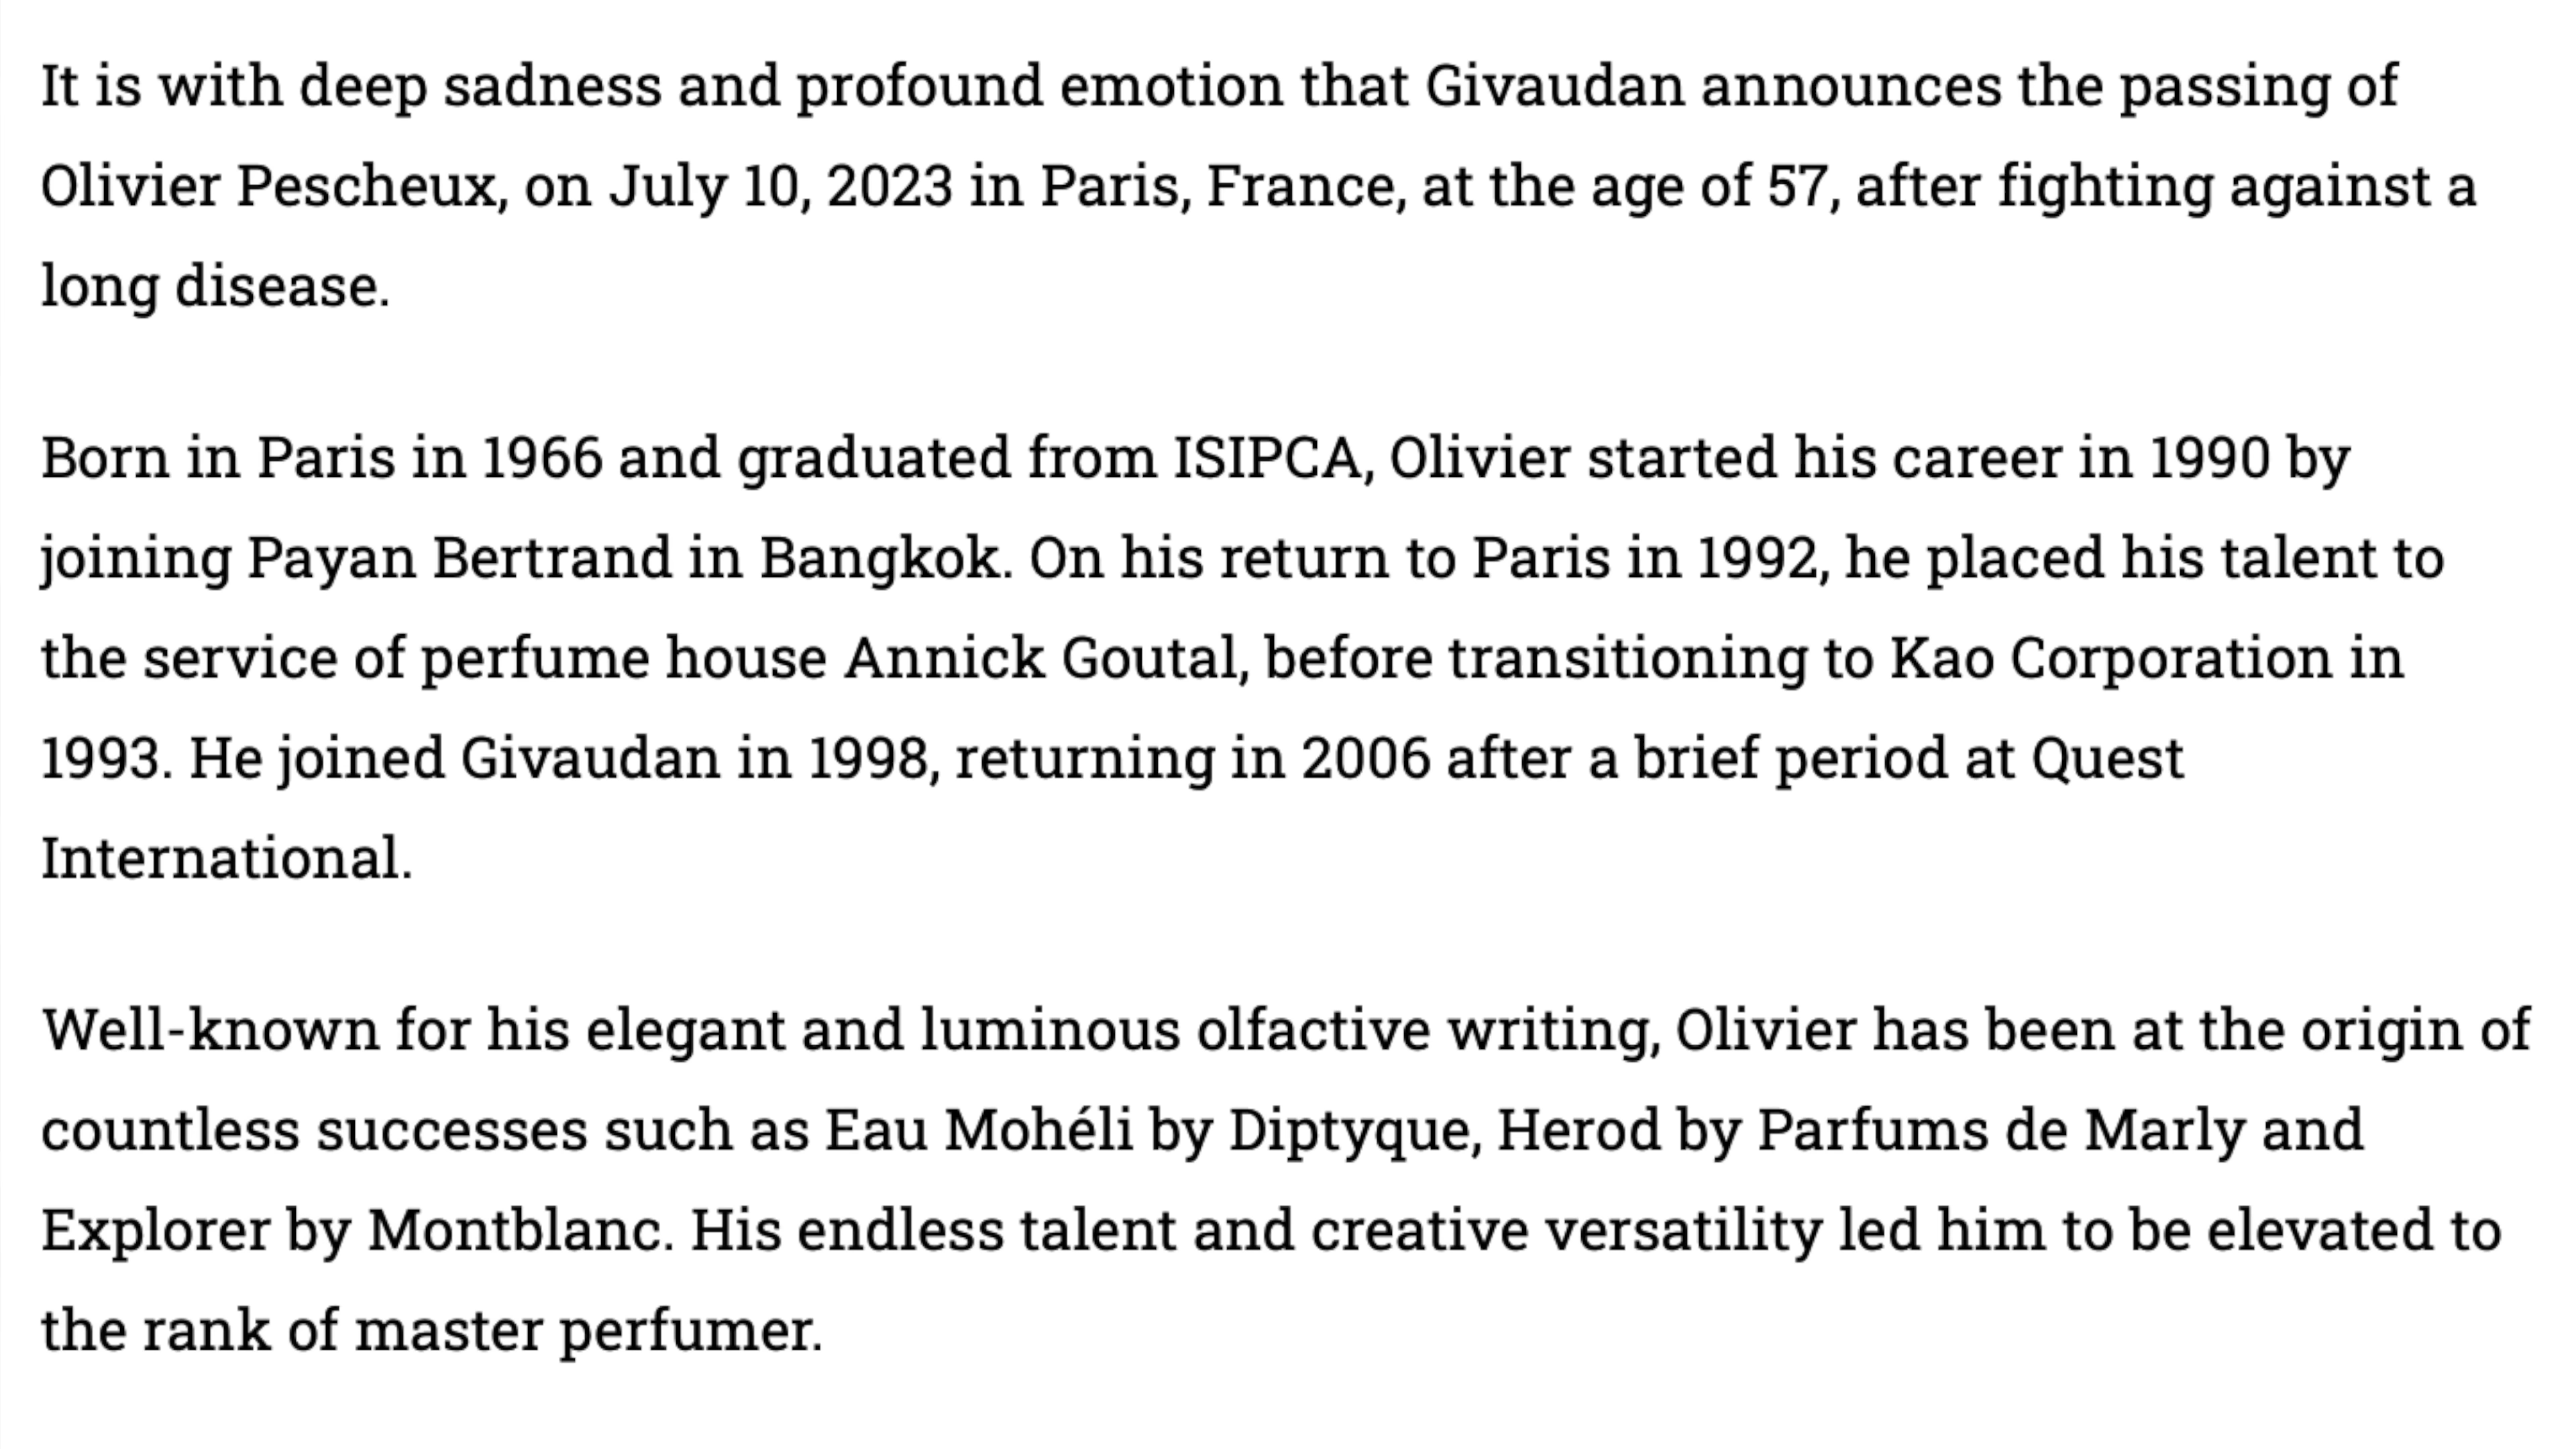 It is with deep sadness and profound emotion that Givaudan announces the passing of
Olivier Pescheux, on July 10, 2023 in Paris, France, at the age of 57, after fighting against a
long disease.
Born in Paris in 1966 and graduated from ISIPCA, Olivier started his career in 1990 by
joining Payan Bertrand in Bangkok. On his return to Paris in 1992, he placed his talent to
the service of perfume house Annick Goutal, before transitioning to Kao Corporation in
1993. He joined Givaudan in 1998, returning in 2006 after a brief period at Quest
International.
Well-known for his elegant and luminous olfactive writing, Olivier has been at the origin of
countless successes such as Eau Mohéli by Diptyque, Herod by Parfums de Marly and
Explorer by Montblanc. His endless talent and creative versatility led him to be elevated to
the rank of master perfumer.